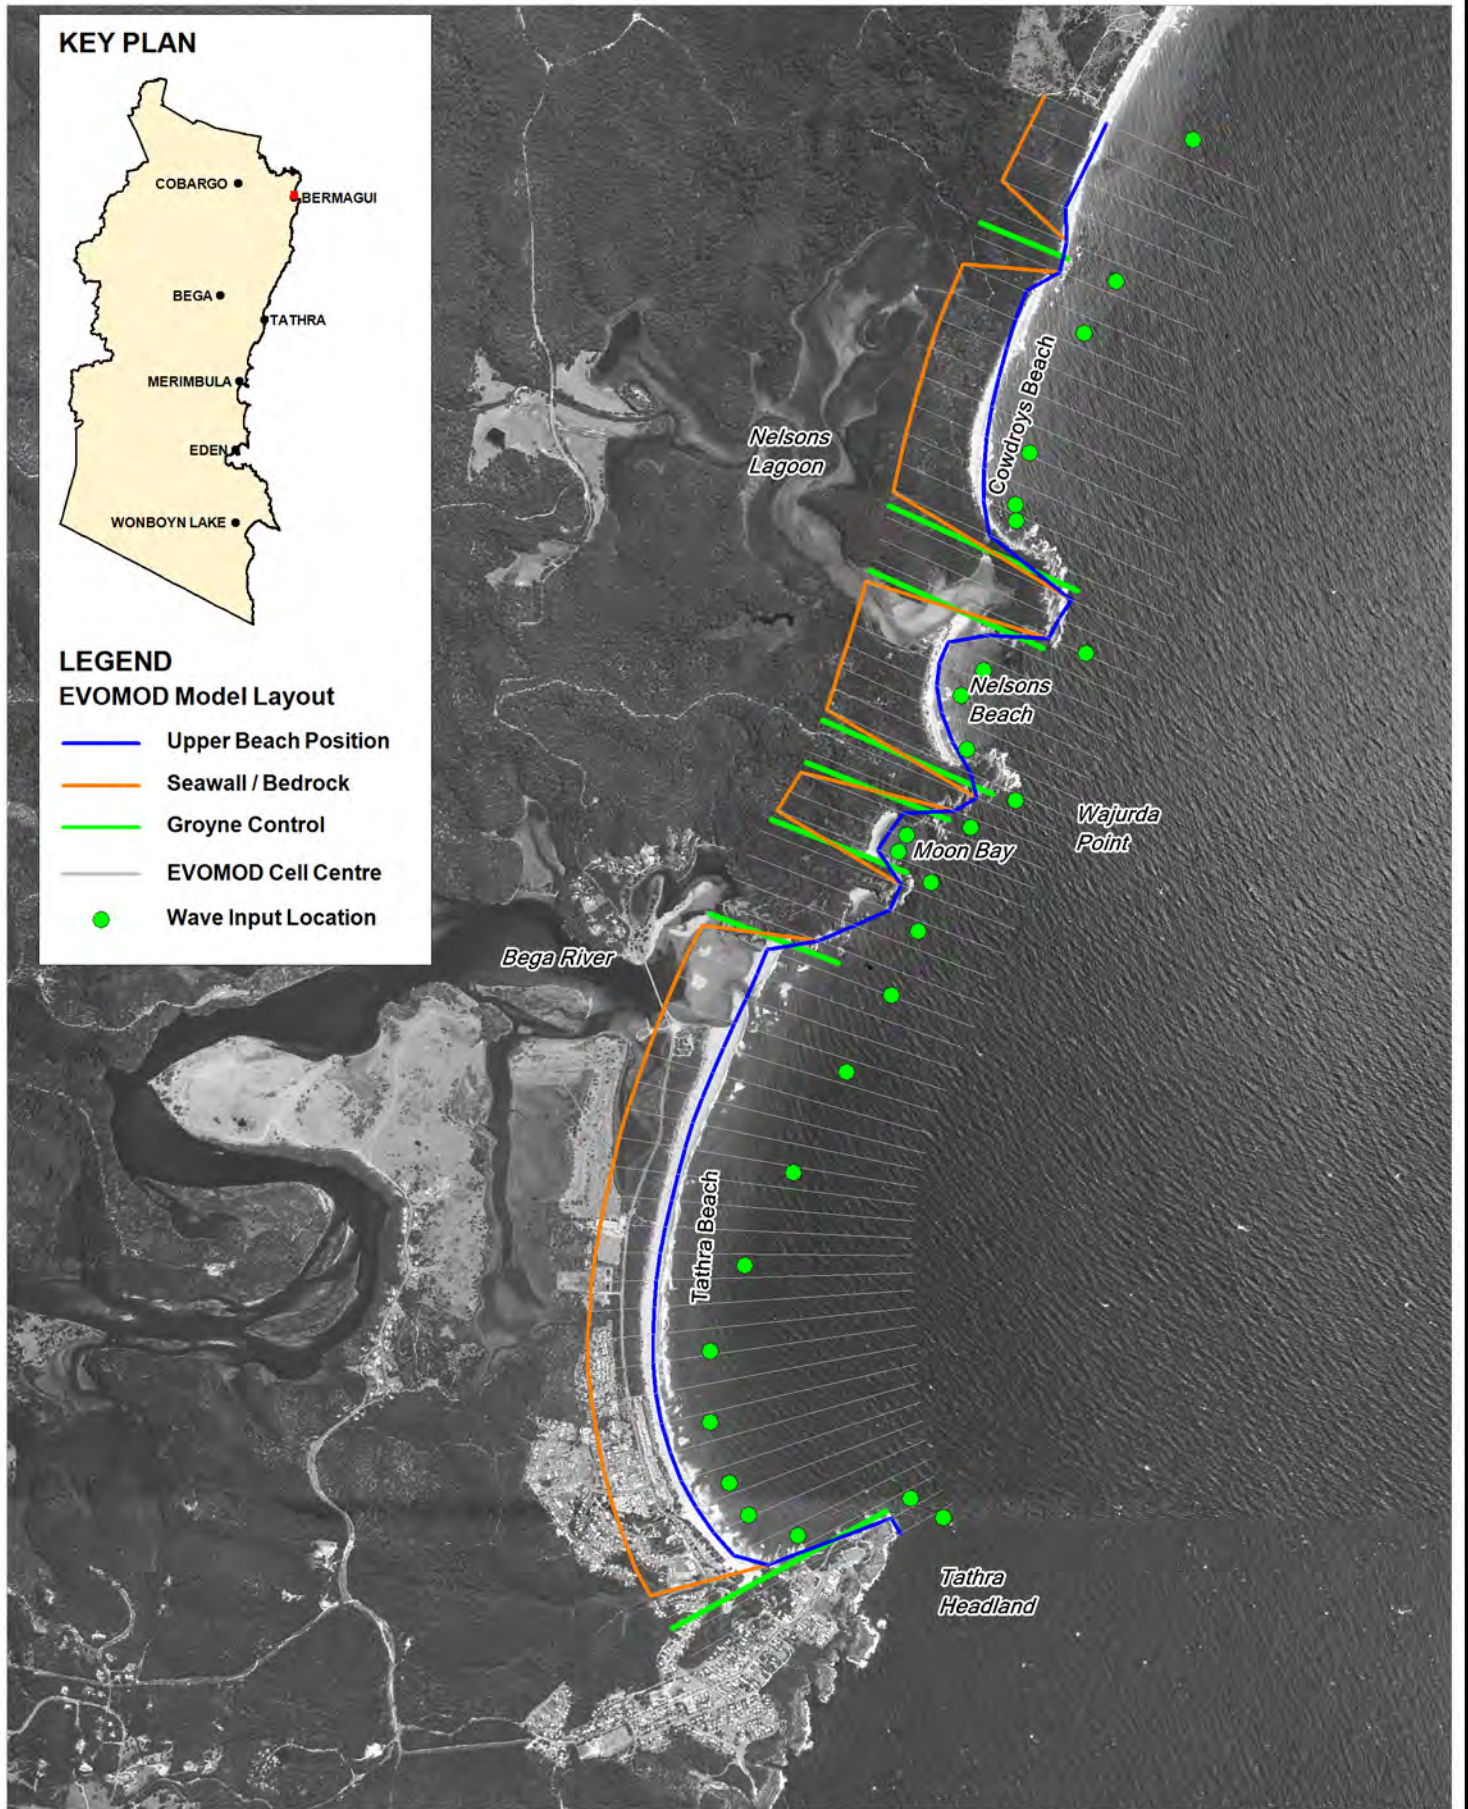 KEY PLAN
COBARGO
BERMAGUI
BEGA
TATHRA
MERIMBULA
EDEN
WONBOYN LAKE
LEGEND
EVOMOD Model Layout
Upper Beach Position
Seawall / Bedrock
Groyne Control
EVOMOD Cell Centre
Wave Input Location
Cowdroys Beach
Nelsons
Lagoon
Nelsons
Beach
Wajurda
Point
Moon Bay
Bega River
Tathra Beach
Tathra
Headland